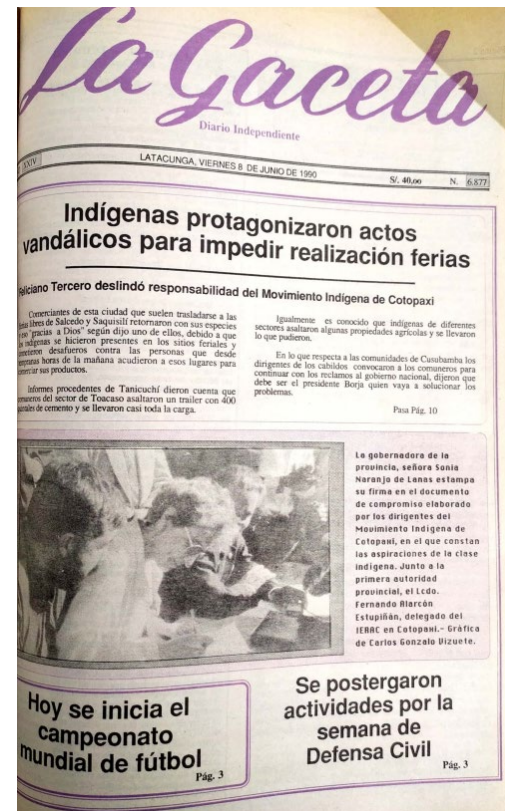 La Gaceta
Diario Independiente
XXIV
LATACUNGA, VIERNES 8 DE JUNIO DE 1990
S/. 40,oo
N. 6.877
Indígenas protagonizaron actos
vandálicos para impedir realización ferias
Feliciano Tercero deslindó responsabilidad del Movimiento Indígena de Cotopaxi
Comerciantes de esta ciudad que suelen trasladarse a las
ferias libres de Salcedo y Saquisilí retornaron con sus especies
"gracias a Dios" según dijo uno de ellos, debido a que
indígenas se hicieron presentes en los sitios feriales y
cometieron desafueros contra las personas que desde
tempranas horas de la mañana acudieron a esos lugares para
sus productos.
Informes procedentes de Tanicuchí dieron cuenta que
comuneros del sector de Toacaso asaltaron un trailer con 400
quintales de cemento y se llevaron casi toda la carga.
Igualmente es conocido que indígenas de diferentes
sectores asaltaron algunas propiedades agrícolas y se llevaron
lo que pudieron.
En lo que respecta a las comunidades de Cusubamba los
dirigentes de los cabildos convocaron a los comuneros para
continuar con los reclamos al gobierno nacional, dijeron que
debe ser el presidente Borja quien vaya a solucionar los
problemas.
Pasa Pág. 10
La gobernadora de la
provincia, señora Sonia
Naranjo de Lanas estampa
su firma en el documento
de compromiso elaborado
por los dirigentes del
Movimiento Indígena de
Cotopaxi, en el que constan
las aspiraciones de la clase
indígena. Junto a la
primera autoridad
provincial, el Lcdo.
Fernando Alarcón
Estupiñán, delegado del
IERAC en Cotopaxi.- Gráfica
de Carlos Gonzalo Vizuete.
Hoy se inicia el
campeonato
mundial de fútbol
Pág. 3
Se postergaron
actividades por la
semana de
Defensa Civil
Pág. 3